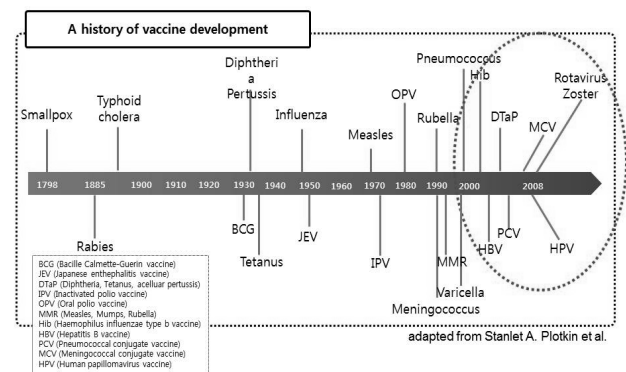 A history of vaccine development
Smallpox
Typhoid
cholera
Diphtheri
a
Pertussis
Influenza
Measles
OPV
Rubella
Pneumococcus
Hib
DTaP
MCV
Rotavirus
Zoster
1798 1885 1900 1910 1920 1930 1940 1950 1960 1970 1980 1990 2000 2008
Rabies
BCG
Tetanus
JEV
IPV
MMR
Varicella
Meningococcus
HBV
PCV
HPV
BCG (Bacille Calmette-Guerin vaccine)
JEV (Japanese enthephalitis vaccine)
DTaP (Diphtheria, Tetanus, acelluar pertussis)
IPV (Inactivated polio vaccine)
OPV (Oral polio vaccine)
MMR (Measles, Mumps, Rubella)
Hib (Haemophilus influenzae type b vaccine)
HBV (Hepatitis B vaccine)
PCV (Pneumococcal conjugate vaccine)
MCV (Meningococcal conjugate vaccine)
HPV (Human papillomavirus vaccine)
adapted from Stanlet A. Plotkin et al.